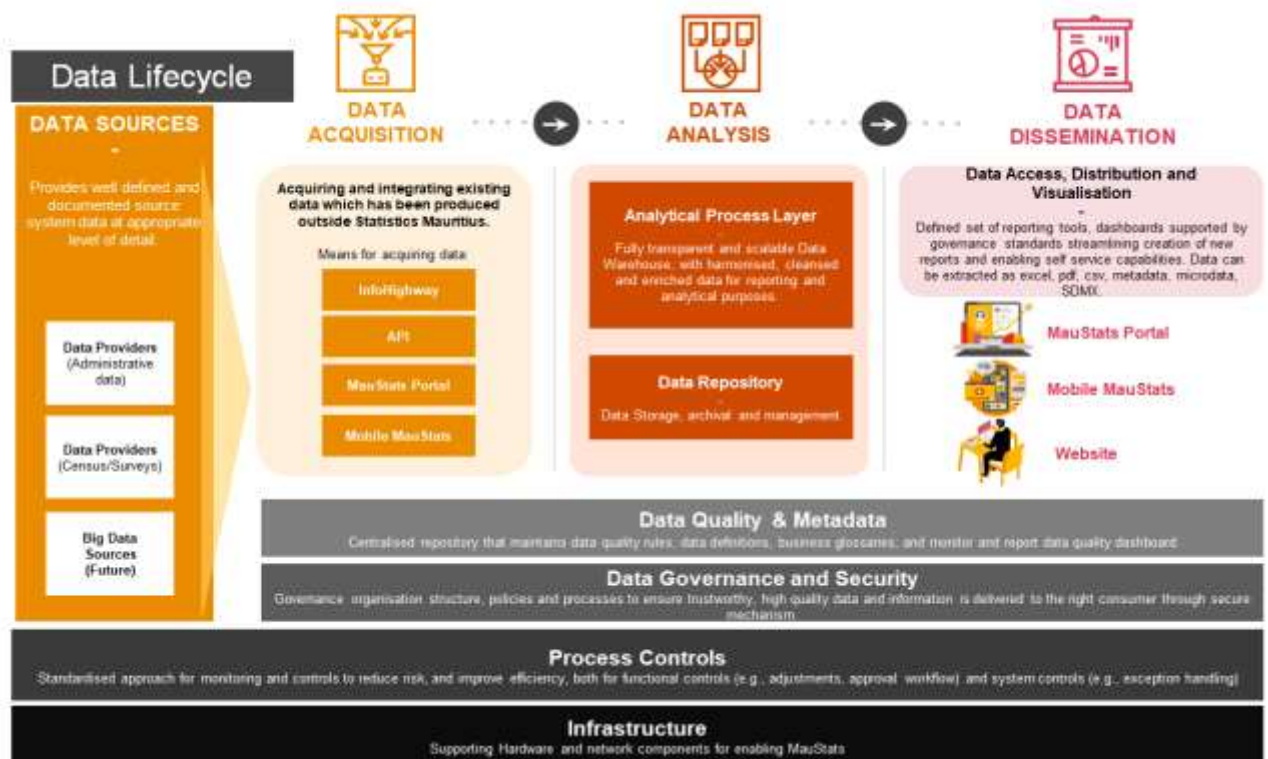 Data Lifecycle
DATA SOURCES
-
Provides well defined and
documented source
system data at appropriate
level of detail.
Data Providers
(Administrative
data)
Data Providers
(Census/Surveys)
Big Data
Sources
(Future)
DATA
ACQUISITION
Acquiring and integrating existing
data which has been produced
outside Statistics Mauritius.
Means for acquiring data
InfoHighway
API
MauStats Portal
Mobile MauStats
DATA
ANALYSIS
Analytical Process Layer
-
Fully transparent and scalable Data
Warehouse, with harmonised, cleansed
and enriched data for reporting and
analytical purposes.
Data Repository
-
Data Storage, archival and management
DATA
DISSEMINATION
Data Access, Distribution and
Visualisation
-
Defined set of reporting tools, dashboards supported by
governance standards streamlining creation of new
reports and enabling self service capabilities. Data can
be extracted as excel, pdf, csv, metadata, microdata,
SDMX.
MauStats Portal
Mobile MauStats
Website
Data Quality & Metadata
Centralised repository that maintains data quality rules, data definitions, business glossaries, and monitor and report data quality dashboard
Data Governance and Security
Governance organisation structure, policies and processes to ensure trustworthy, high quality data and information is delivered to the right consumer through secure
mechanism
Process Controls
Standardised approach for monitoring and controls to reduce risk, and improve efficiency, both for functional controls (e.g., adjustments, approval workflow) and system controls (e.g., exception handling)
Infrastructure
Supporting Hardware and network components for enabling MauStats